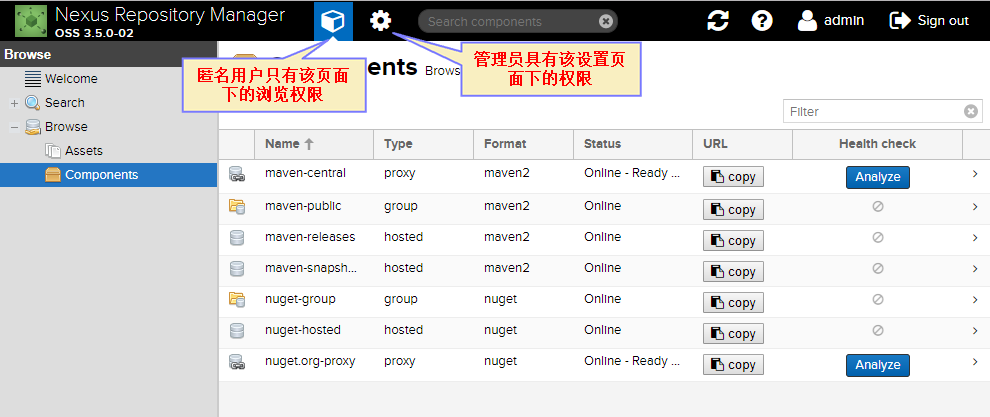 Nexus Repository Manager
OSS 3.5.0-02
Search components
admin
Sign out
Browse
Welcome
Search
Browse
Assets
Components
匿名用户只有该页面
下的浏览权限
管理员具有该设置页
面下的权限
ents Brows
Filter
Name Type Format Status URL Health check
maven-central proxy maven2 Online - Ready ... copy Analyze
maven-public group maven2 Online copy
maven-releases hosted maven2 Online copy
maven-snapsh... hosted maven2 Online copy
nuget-group group nuget Online copy
nuget-hosted hosted nuget Online copy
nuget.org-proxy proxy nuget Online - Ready ... copy Analyze